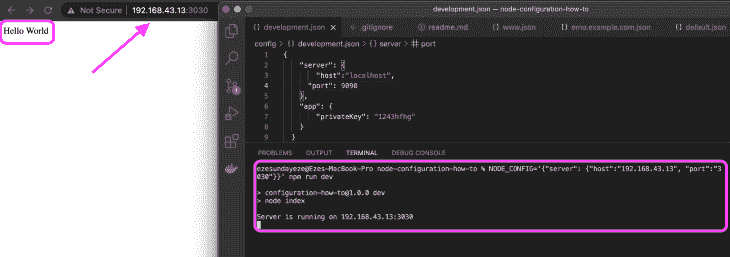 Not Secure 192.168.43.13:3030
Hello World
development.json — node-configuration-how-to
development.json
.gitignore
readme.md
www.json
emo.example.com.json
default.json
config > {} development.json > {} server > port
1 {
2 "server": {
3 "host":"localhost",
4 "port": 9090
5 },
6 "app": {
7 "privateKey": "1243hfhg"
8 }
9 }
PROBLEMS OUTPUT TERMINAL DEBUG CONSOLE
ezesundayeze@Ezes-MacBook-Pro node-configuration-how-to % NODE_CONFIG='{"server": {"host":"192.168.43.13", "port":"3
030"}}' npm run dev
> configuration-how-to@1.0.0 dev
> node index
Server is running on 192.168.43.13:3030